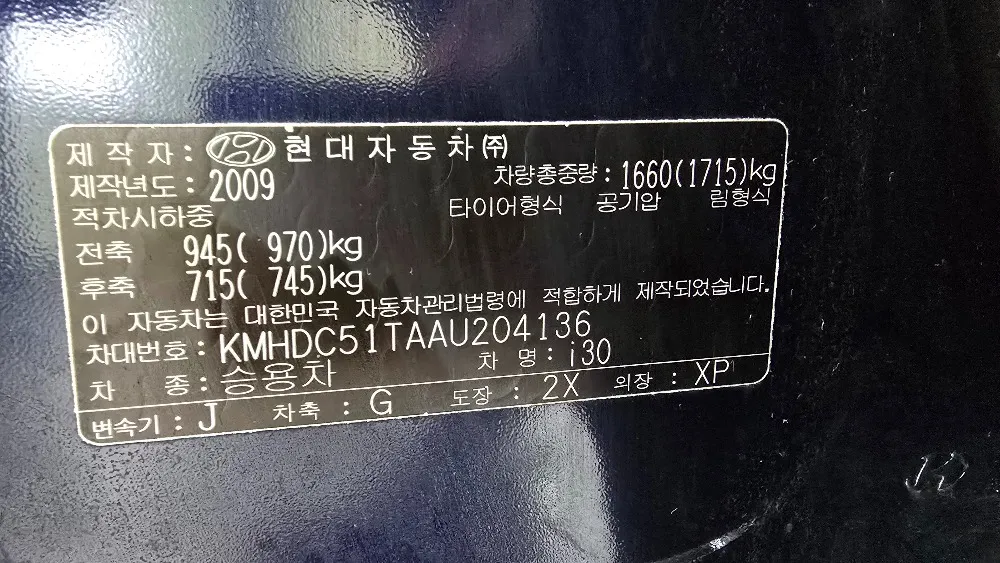 제 작 자 : 현 대 자 동 차 ㈜
제작년도 : 2009 차량총중량 : 1660(1715)kg
적차시하중 타이어형식 공기압 림형식
전축 945( 970)kg
후축 715( 745)kg
이 자동차는 대한민국 자동차관리법령에 적합하게 제작되었습니다.
차대번호 : KMHDC51TAAU204136
차 종 : 승용차 차 명 : i30
변속기 : J 차축 : G 도장 : 2X 의장 : XP